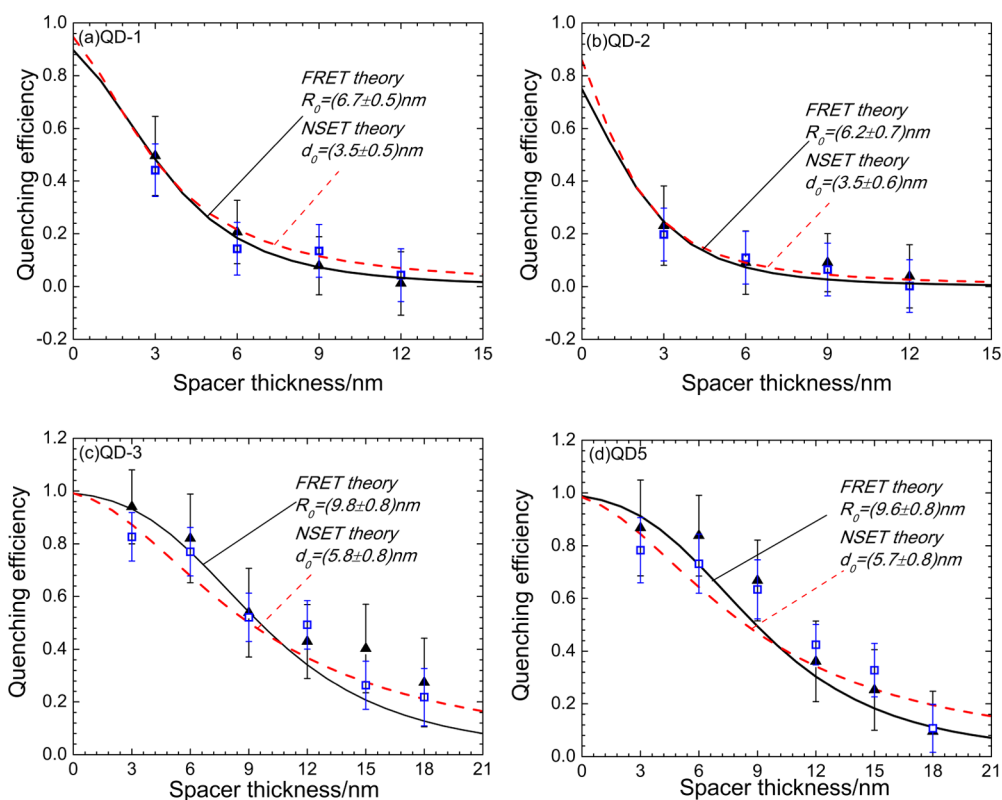 (a)QD-1
FRET theory
R0=(6.7±0.5)nm
NSET theory
d0=(3.5±0.5)nm
Quenching efficiency
1.0
0.8
0.6
0.4
0.2
0.0
-0.2
0 3 6 9 12 15
Spacer thickness/nm
(b)QD-2
FRET theory
R0=(6.2±0.7)nm
NSET theory
d0=(3.5±0.6)nm
Quenching efficiency
1.0
0.8
0.6
0.4
0.2
0.0
-0.2
0 3 6 9 12 15
Spacer thickness/nm
(c)QD-3
FRET theory
R0=(9.8±0.8)nm
NSET theory
d0=(5.8±0.8)nm
Quenching efficiency
1.2
1.0
0.8
0.6
0.4
0.2
0.0
0 3 6 9 12 15 18 21
Spacer thickness/nm
(d)QD5
FRET theory
R0=(9.6±0.8)nm
NSET theory
d0=(5.7±0.8)nm
Quenching efficiency
1.2
1.0
0.8
0.6
0.4
0.2
0.0
0 3 6 9 12 15 18 21
Spacer thickness/nm